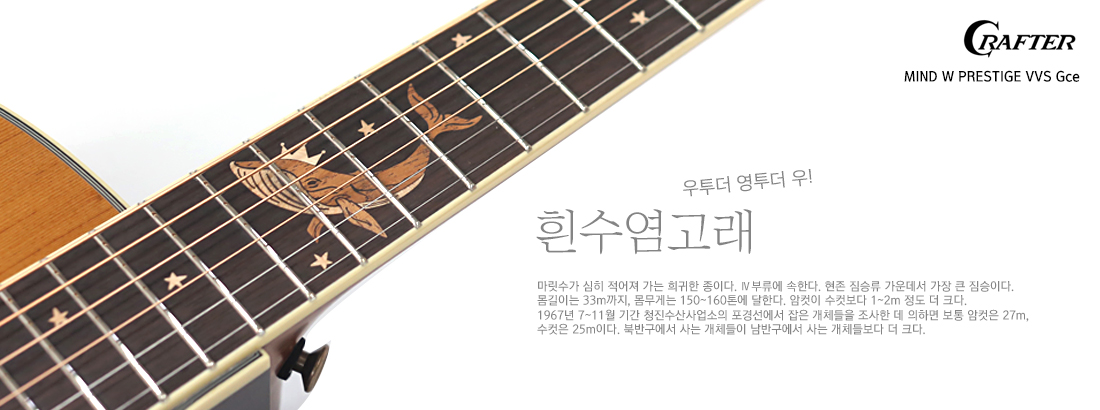 CRAFTER
MIND W PRESTIGE VVS Gce
우투더 영투더 우!
흰수염고래
마릿수가 심히 적어져 가는 희귀한 종이다. Ⅳ부류에 속한다. 현존 짐승류 가운데서 가장 큰 짐승이다.
몸길이는 33m까지, 몸무게는 150~160톤에 달한다. 암컷이 수컷보다 1~2m 정도 더 크다.
1967년 7~11월 기간 청진수산사업소의 포경선에서 잡은 개체들을 조사한 데 의하면 보통 암컷은 27m,
수컷은 25m이다. 북반구에서 사는 개체들이 남반구에서 사는 개체들보다 더 크다.